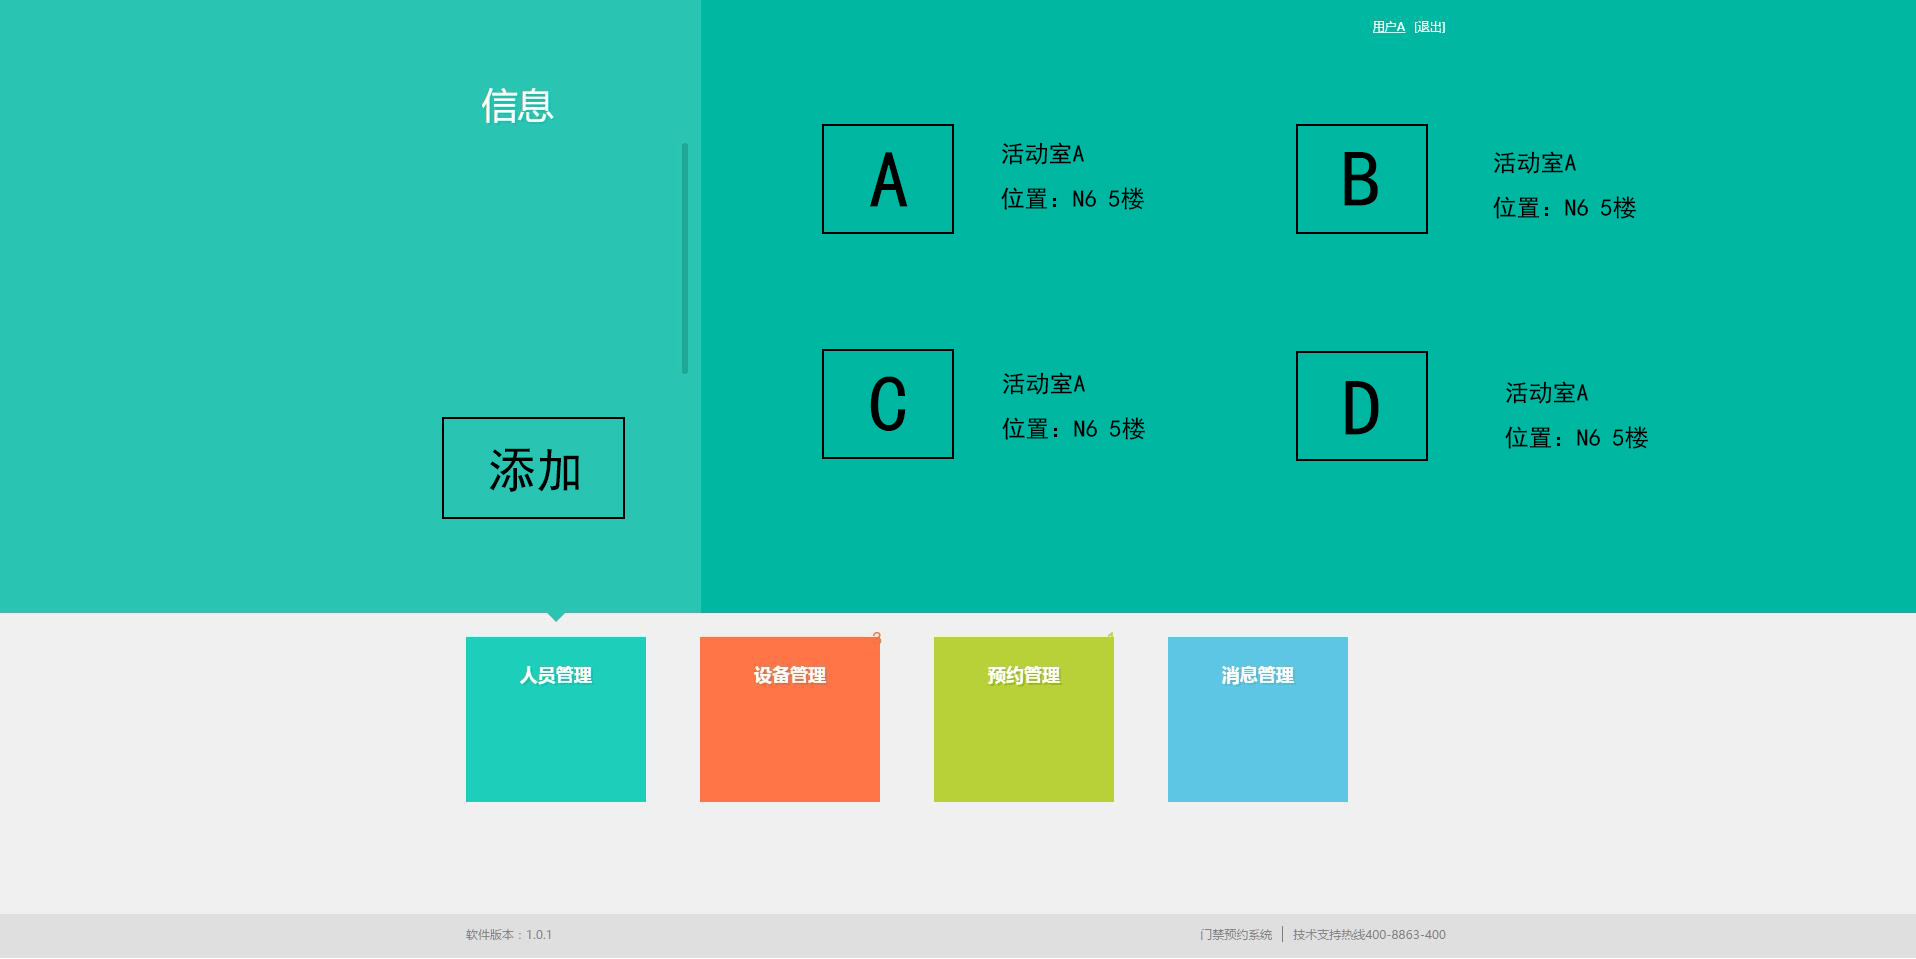 用户A [退出]
信息
A
活动室A
位置：N6 5楼
B
活动室A
位置：N6 5楼
C
活动室A
位置：N6 5楼
D
活动室A
位置：N6 5楼
添加
人员管理
3
设备管理
预约管理
消息管理
软件版本：1.0.1
门禁预约系统 | 技术支持热线400-8863-400